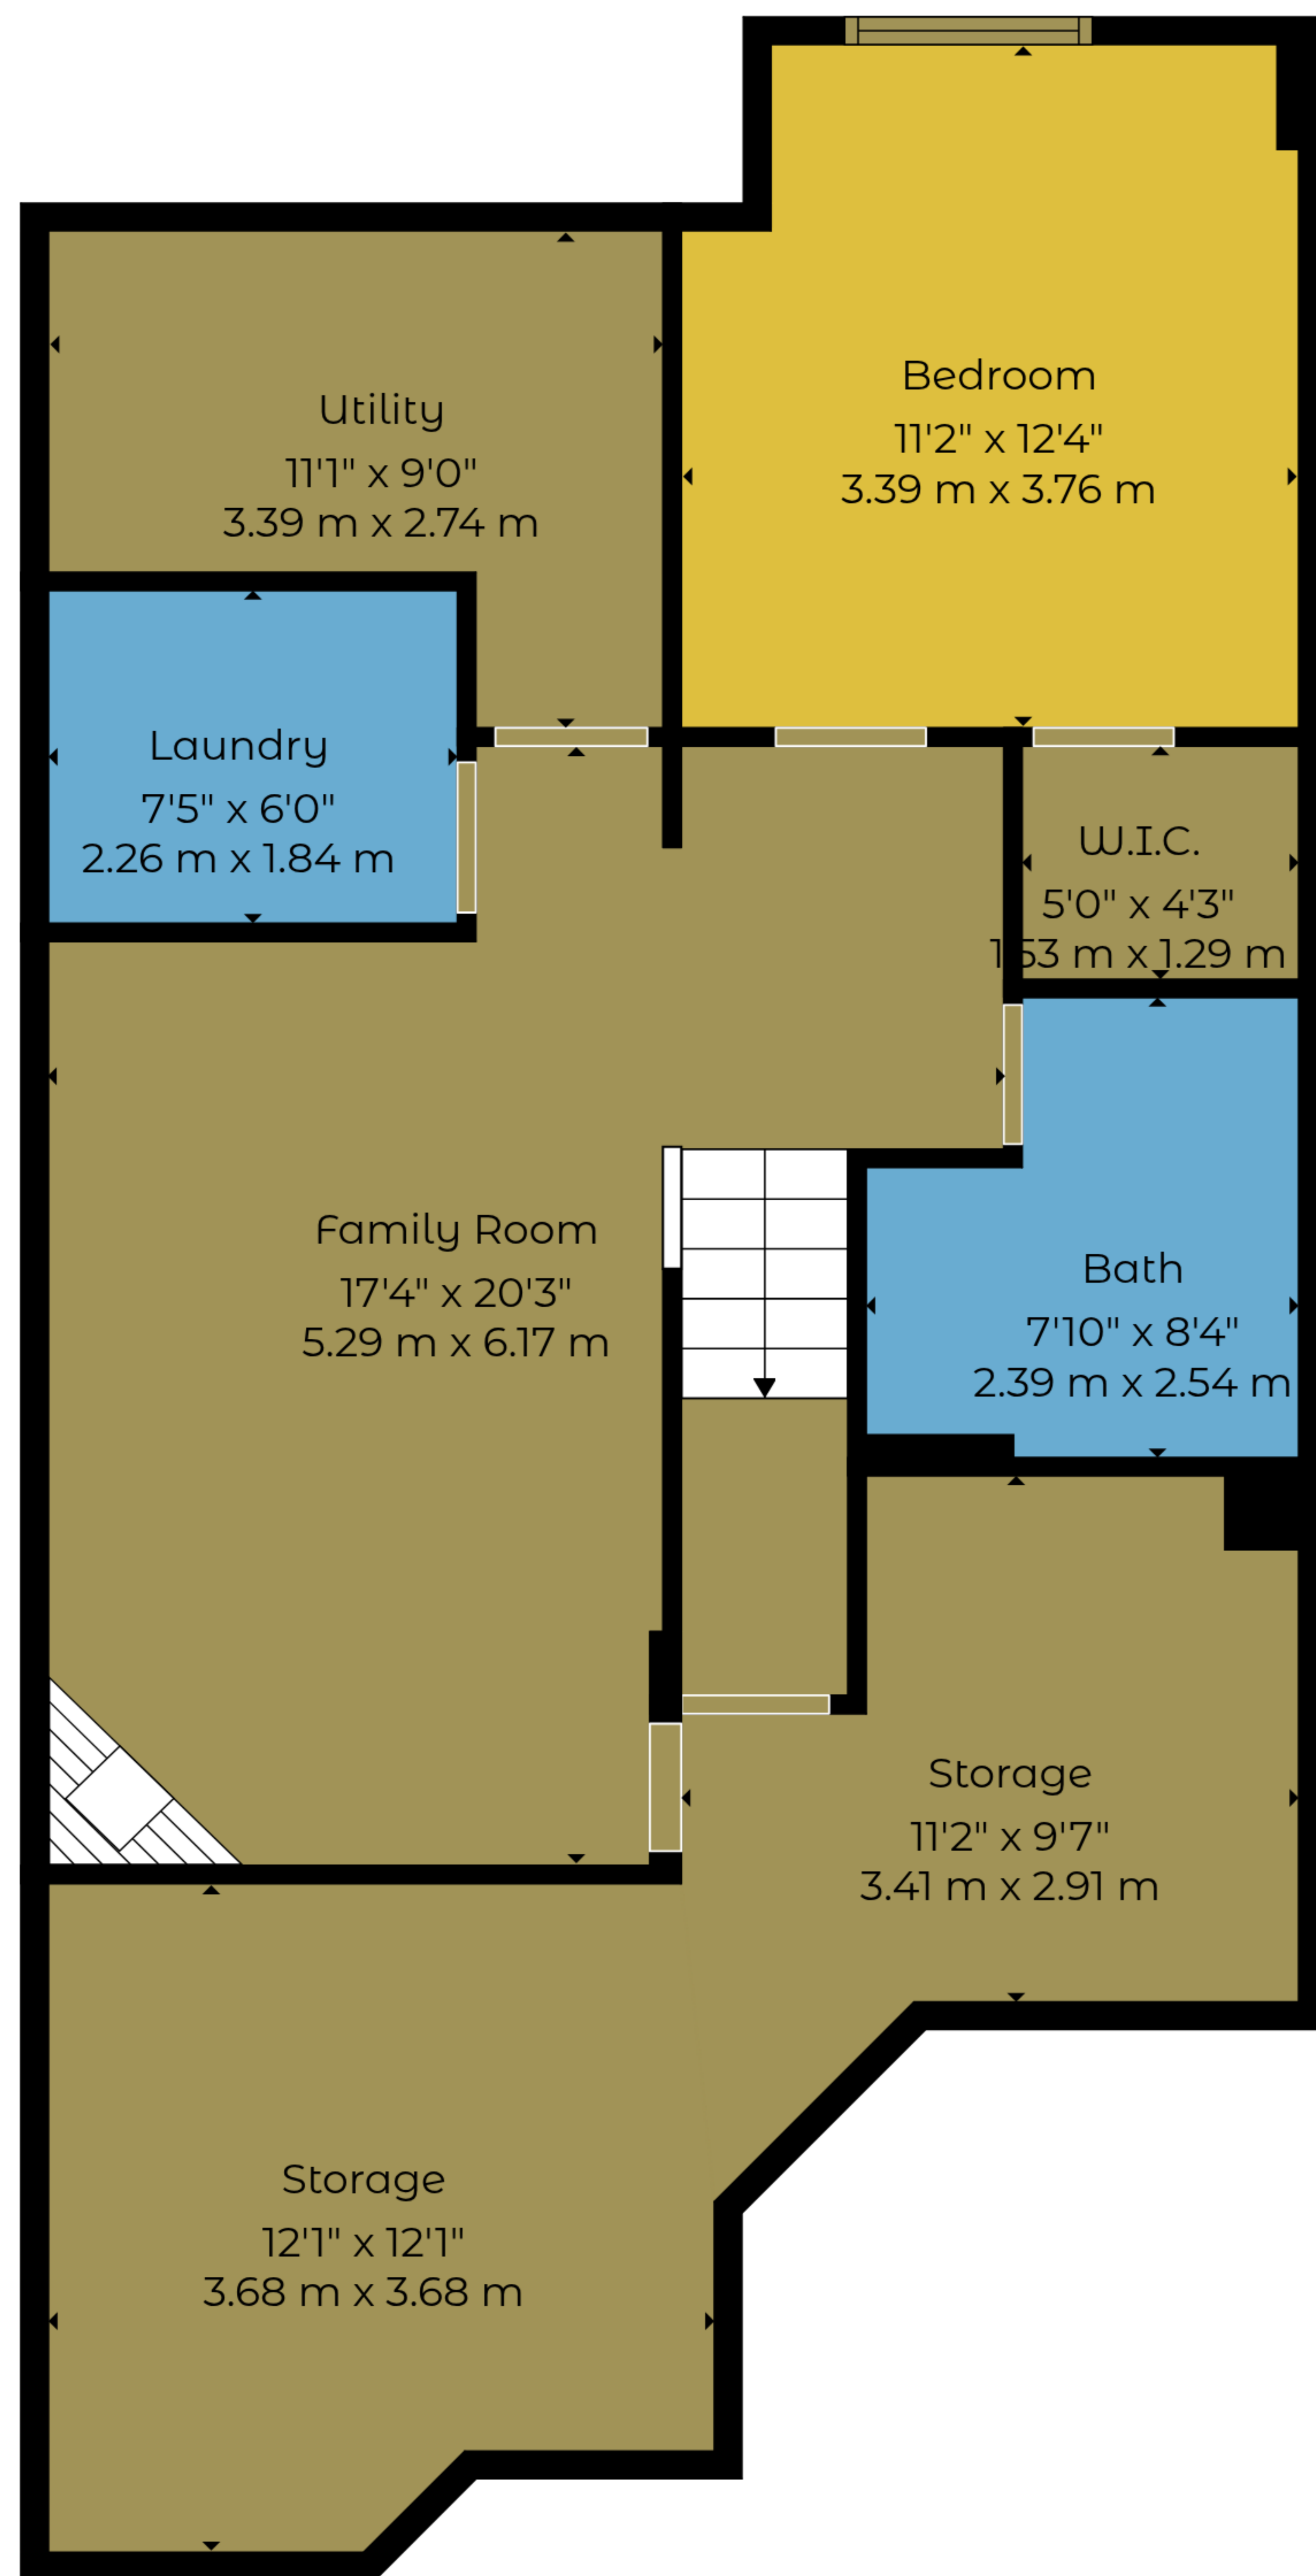 Bedroom
11'2" x 12'4"
3.39 m x 3.76 m
Utility
11'1" x 9'0"
3.39 m x 2.74 m
Laundry
7'5" x 6'0"
2.26 m x 1.84 m
W.I.C.
5'0" x 4'3"
1.53 m x 1.29 m
Family Room
17'4" x 20'3"
5.29 m x 6.17 m
Bath
7'10" x 8'4"
2.39 m x 2.54 m
Storage
11'2" x 9'7"
3.41 m x 2.91 m
Storage
12'1" x 12'1"
3.68 m x 3.68 m